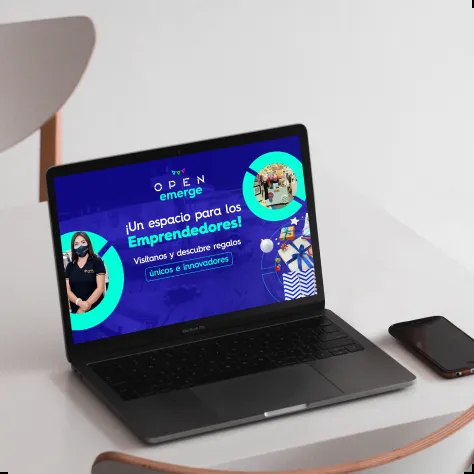 OPEN
emerge
¡Un espacio para los
Emprendedores!
Visítanos y descubre regalos
únicos e innovadores